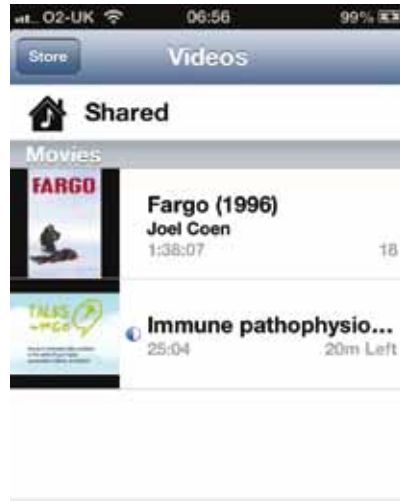 O2-UK 06:56 99%
Store Videos
Shared
Movies
FARGO
Fargo (1996)
Joel Coen
1:38:07 18
TALKS
Immune pathophysio...
25:04 20m Left